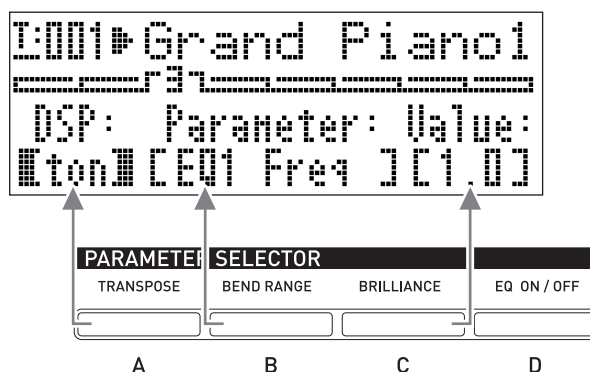 I:001▶Grand Piano1
r3
DSP: Parameter: Value:
[ton] [EQ1 Freq ] [1.0]
PARAMETER SELECTOR
TRANSPOSE BEND RANGE BRILLIANCE EQ ON / OFF
A B C D